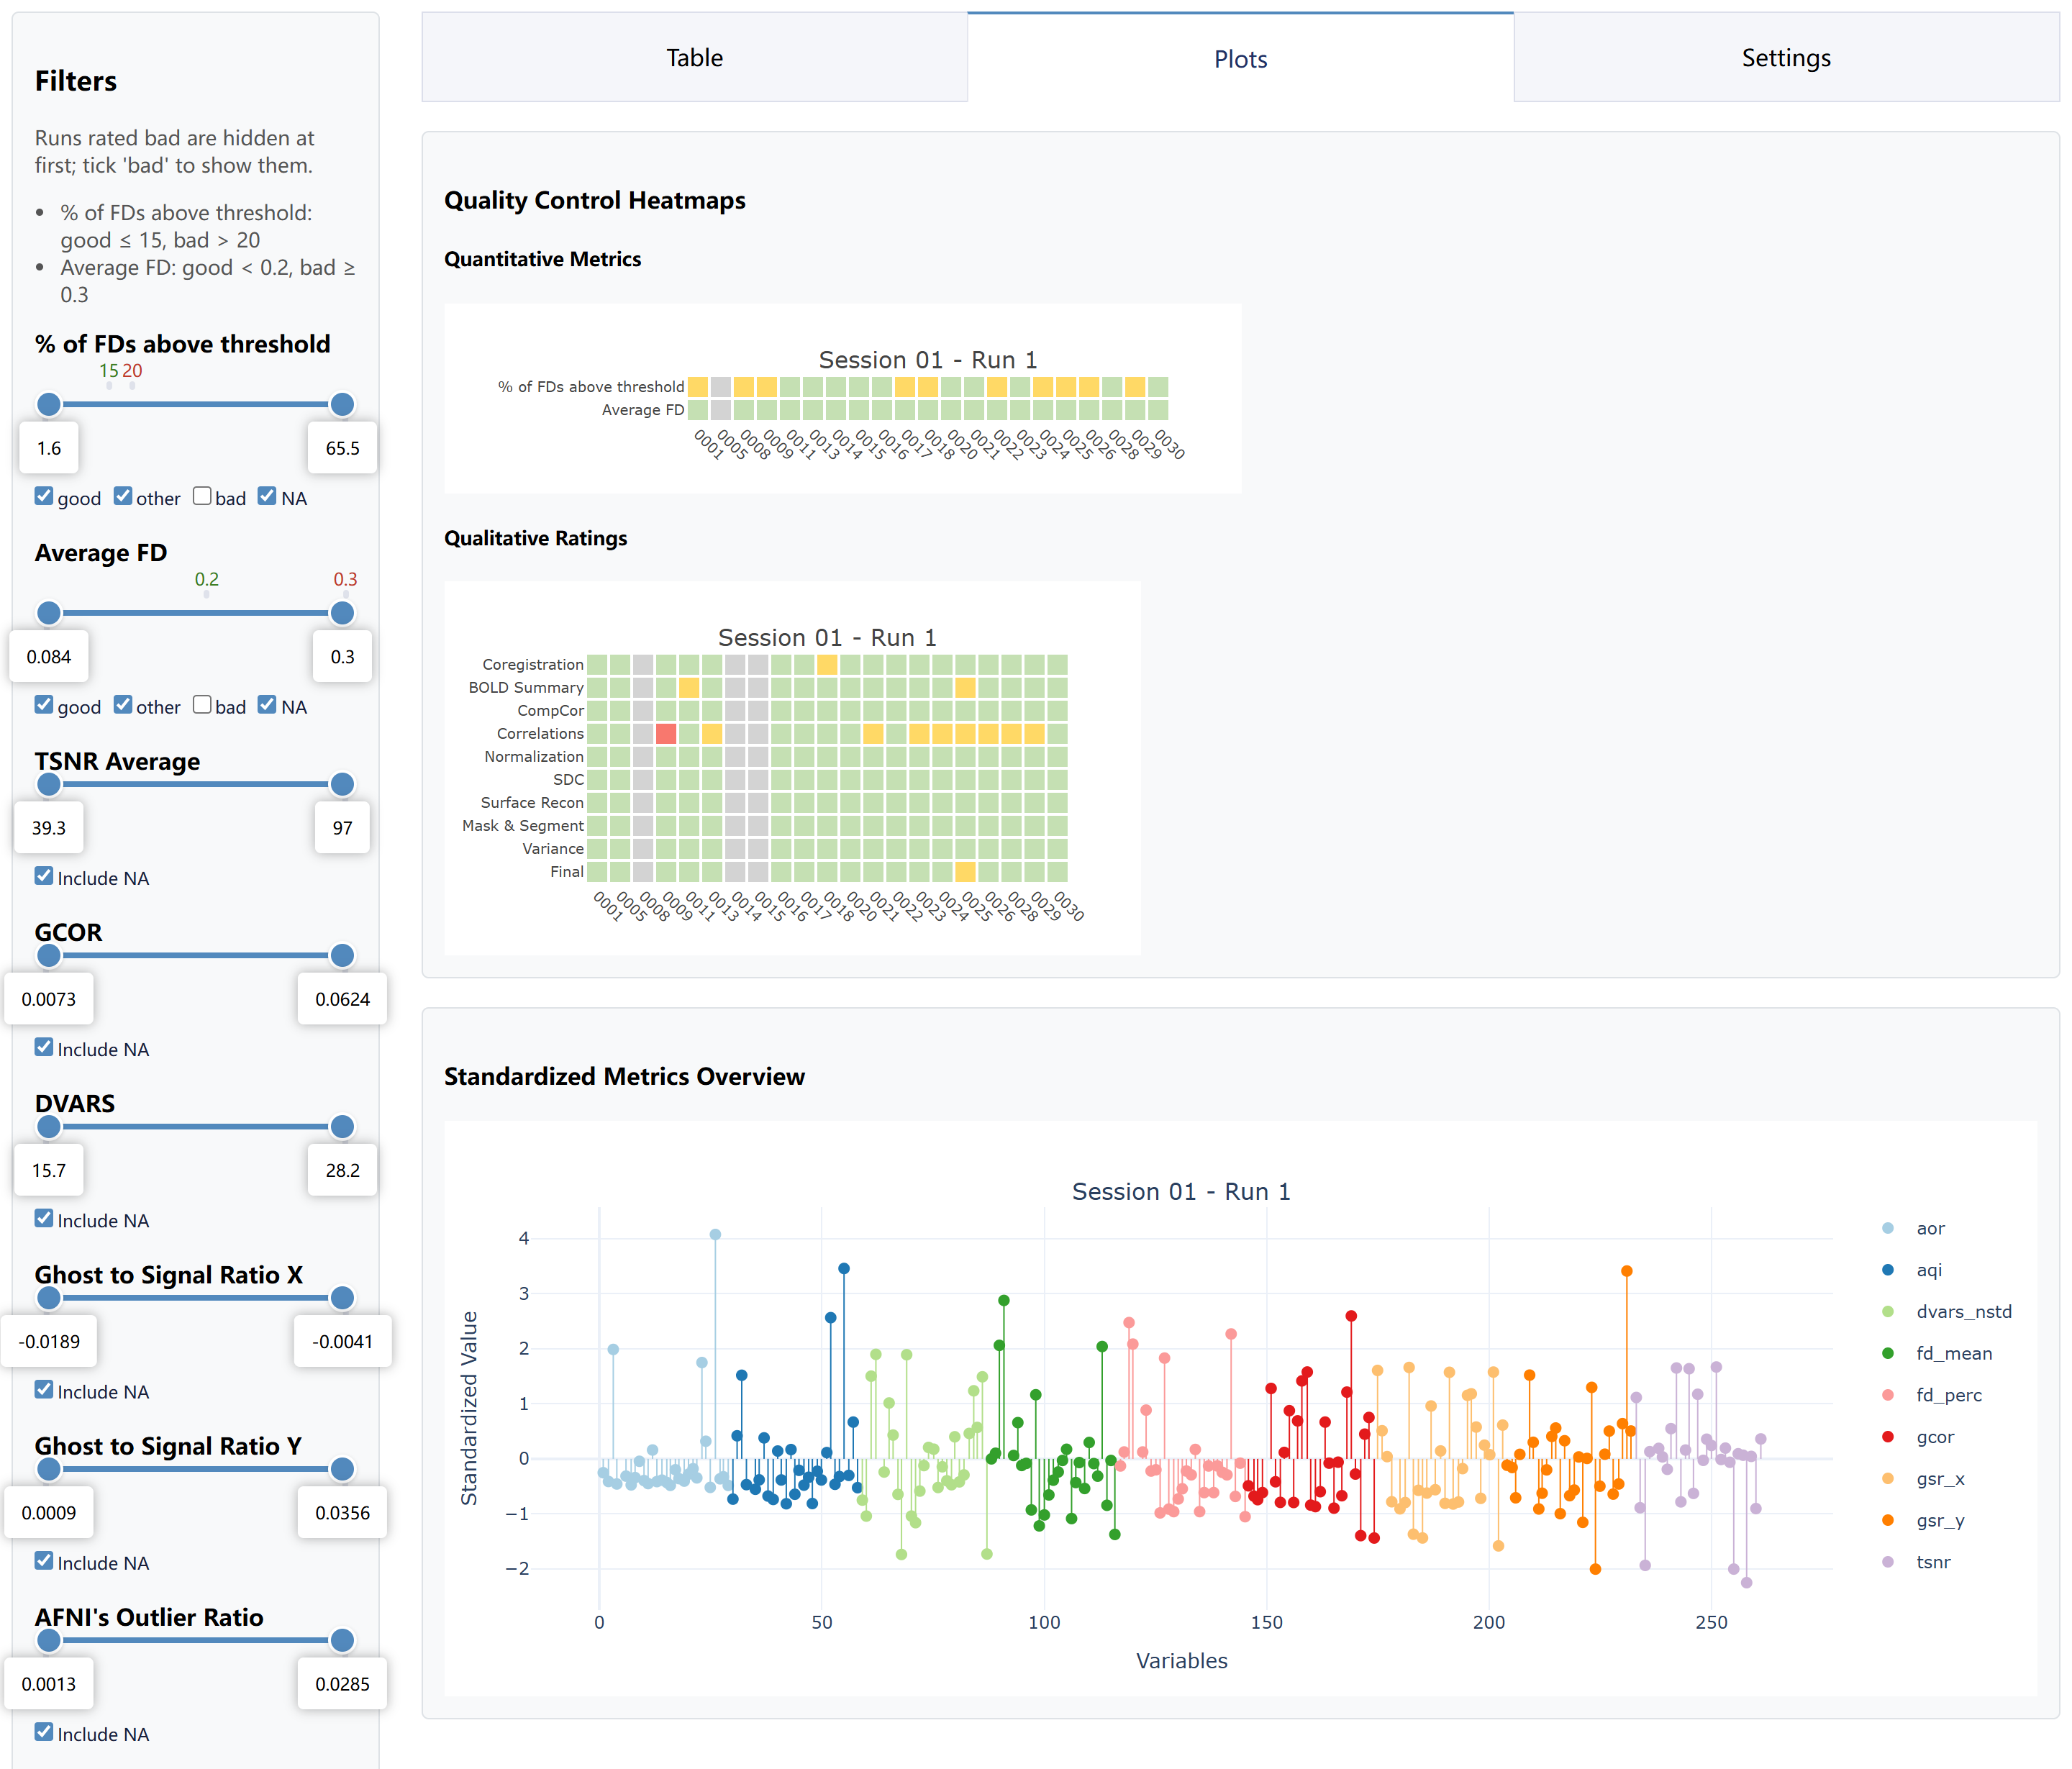 Filters
Runs rated bad are hidden at
first; tick 'bad' to show them.
• % of FDs above threshold:
good ≤ 15, bad > 20
• Average FD: good < 0.2, bad ≥
0.3
% of FDs above threshold
15 20
1.6 65.5
good other bad NA
Average FD
0.2 0.3
0.084 0.3
good other bad NA
TSNR Average
39.3 97
Include NA
GCOR
0.0073 0.0624
Include NA
DVARS
15.7 28.2
Include NA
Ghost to Signal Ratio X
-0.0189 -0.0041
Include NA
Ghost to Signal Ratio Y
0.0009 0.0356
Include NA
AFNI's Outlier Ratio
0.0013 0.0285
Include NA
Table Plots Settings
Quality Control Heatmaps
Quantitative Metrics
Session 01 - Run 1
% of FDs above threshold
Average FD
0001 0005 0008 0009 0011 0013 0014 0015 0016 0017 0018 0020 0021 0022 0023 0024 0025 0026 0028 0029 0030
Qualitative Ratings
Session 01 - Run 1
Coregistration
BOLD Summary
CompCor
Correlations
Normalization
SDC
Surface Recon
Mask & Segment
Variance
Final
0001 0005 0008 0009 0011 0013 0014 0015 0016 0017 0018 0020 0021 0022 0023 0024 0025 0026 0028 0029 0030
Standardized Metrics Overview
Session 01 - Run 1
Standardized Value
4
3
2
1
0
−1
−2
0 50 100 150 200 250
Variables
aor
aqi
dvars_nstd
fd_mean
fd_perc
gcor
gsr_x
gsr_y
tsnr